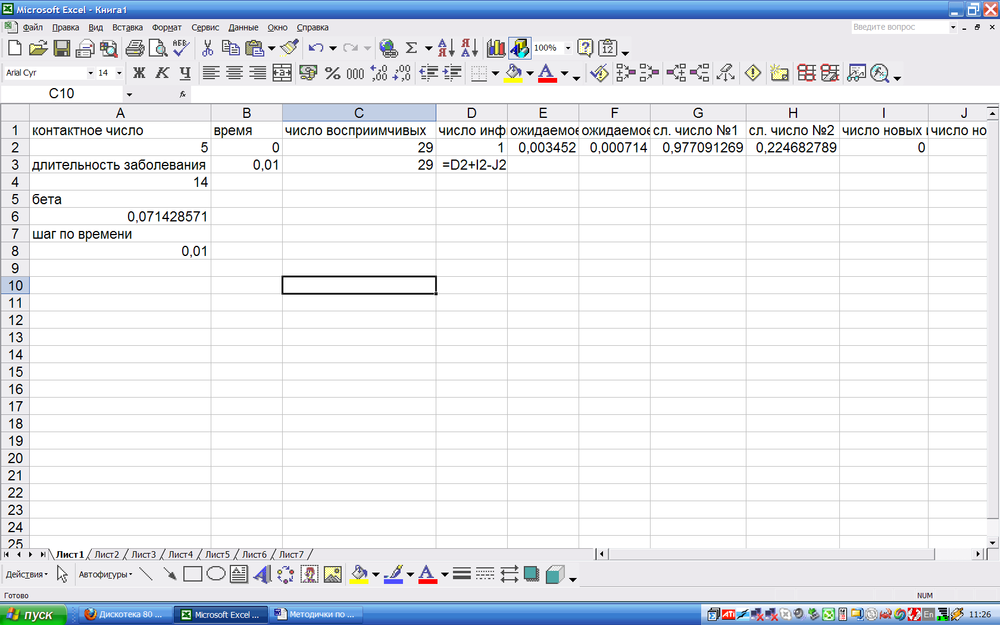 Microsoft Excel - Книга1
Файл Правка Вид Вставка Формат Сервис Данные Окно Справка Введите вопрос
100%
Arial Cyr 14 Ж К Ч % 000
C10 fx
A B C D E F G H I J
1 контактное число время число восприимчивых число инф ожидаемое ожидаемое сл. число №1 сл. число №2 число новых число но
2 5 0 29 1 0,003452 0,000714 0,977091269 0,224682789 0
3 длительность заболевания 0,01 29 =D2+I2-J2
4 14
5 бета
6 0,071428571
7 шаг по времени
8 0,01
9
10
11
12
13
14
15
16
17
18
19
20
21
22
23
24
25
Лист1 Лист2 Лист3 Лист4 Лист5 Лист6 Лист7
Действия Автофигуры
Готово NUM
пуск Дискотека 80 ... Microsoft Excel ... Методички по ... ATI En 11:26